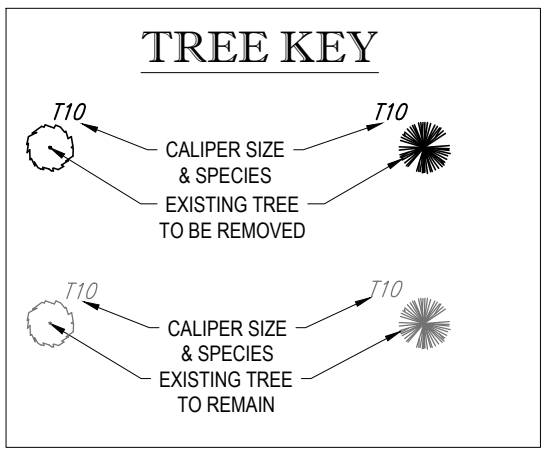 TREE KEY
T10 T10
CALIPER SIZE
& SPECIES
EXISTING TREE
TO BE REMOVED
T10 T10
CALIPER SIZE
& SPECIES
EXISTING TREE
TO REMAIN